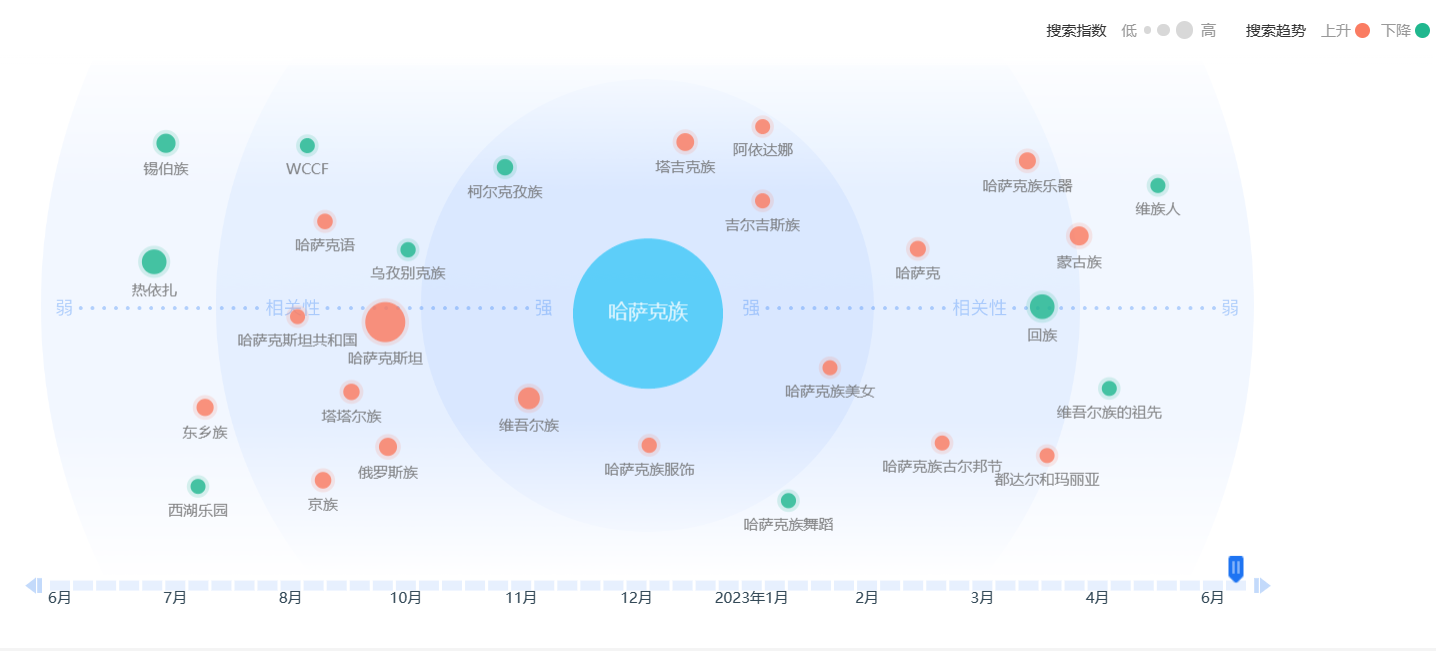 搜索指数 低 高 搜索趋势 上升 下降
阿依达娜
锡伯族
WCCF
塔吉克族
哈萨克族乐器
柯尔克孜族
维族人
吉尔吉斯族
哈萨克语
蒙古族
乌孜别克族
哈萨克
热依扎
弱 相关性 强
哈萨克族
强 相关性 弱
回族
哈萨克斯坦共和国
哈萨克斯坦
哈萨克族美女
塔塔尔族
维吾尔族的祖先
维吾尔族
东乡族
哈萨克族古尔邦节
哈萨克族服饰
俄罗斯族
都达尔和玛丽亚
京族
西湖乐园
哈萨克族舞蹈
6月 7月 8月 10月 11月 12月 2023年1月 2月 3月 4月 6月